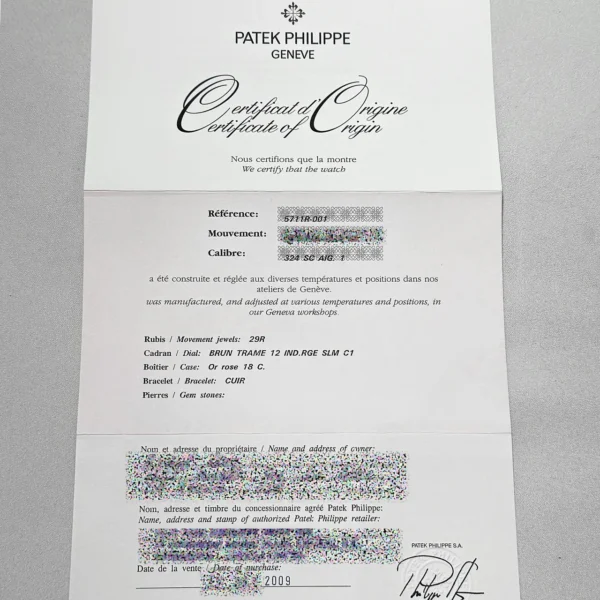 PATEK PHILIPPE
GENEVE
Certificat d'Origine
Certificate of Origin
Nous certifions que la montre
We certify that the watch
Référence: 5711R-001
Mouvement:
Calibre: 324 SC AIG. 1
a été construite et réglée aux diverses températures et positions dans nos
ateliers de Genève.
was manufactured, and adjusted at various temperatures and positions, in
our Geneva workshops.
Rubis / Movement jewels: 29R
Cadran / Dial: BRUN TRAME 12 IND.RGE SLM C1
Boîtier / Case: Or rose 18 C.
Bracelet / Bracelet: CUIR
Pierres / Gem stones:
Nom et adresse du propriétaire / Name and address of owner:
Nom, adresse et timbre du concessionnaire agréé Patek Philippe:
Name, address and stamp of authorized Patek Philippe retailer:
PATEK PHILIPPE S.A.
Date de la vente / Date of purchase:
2009